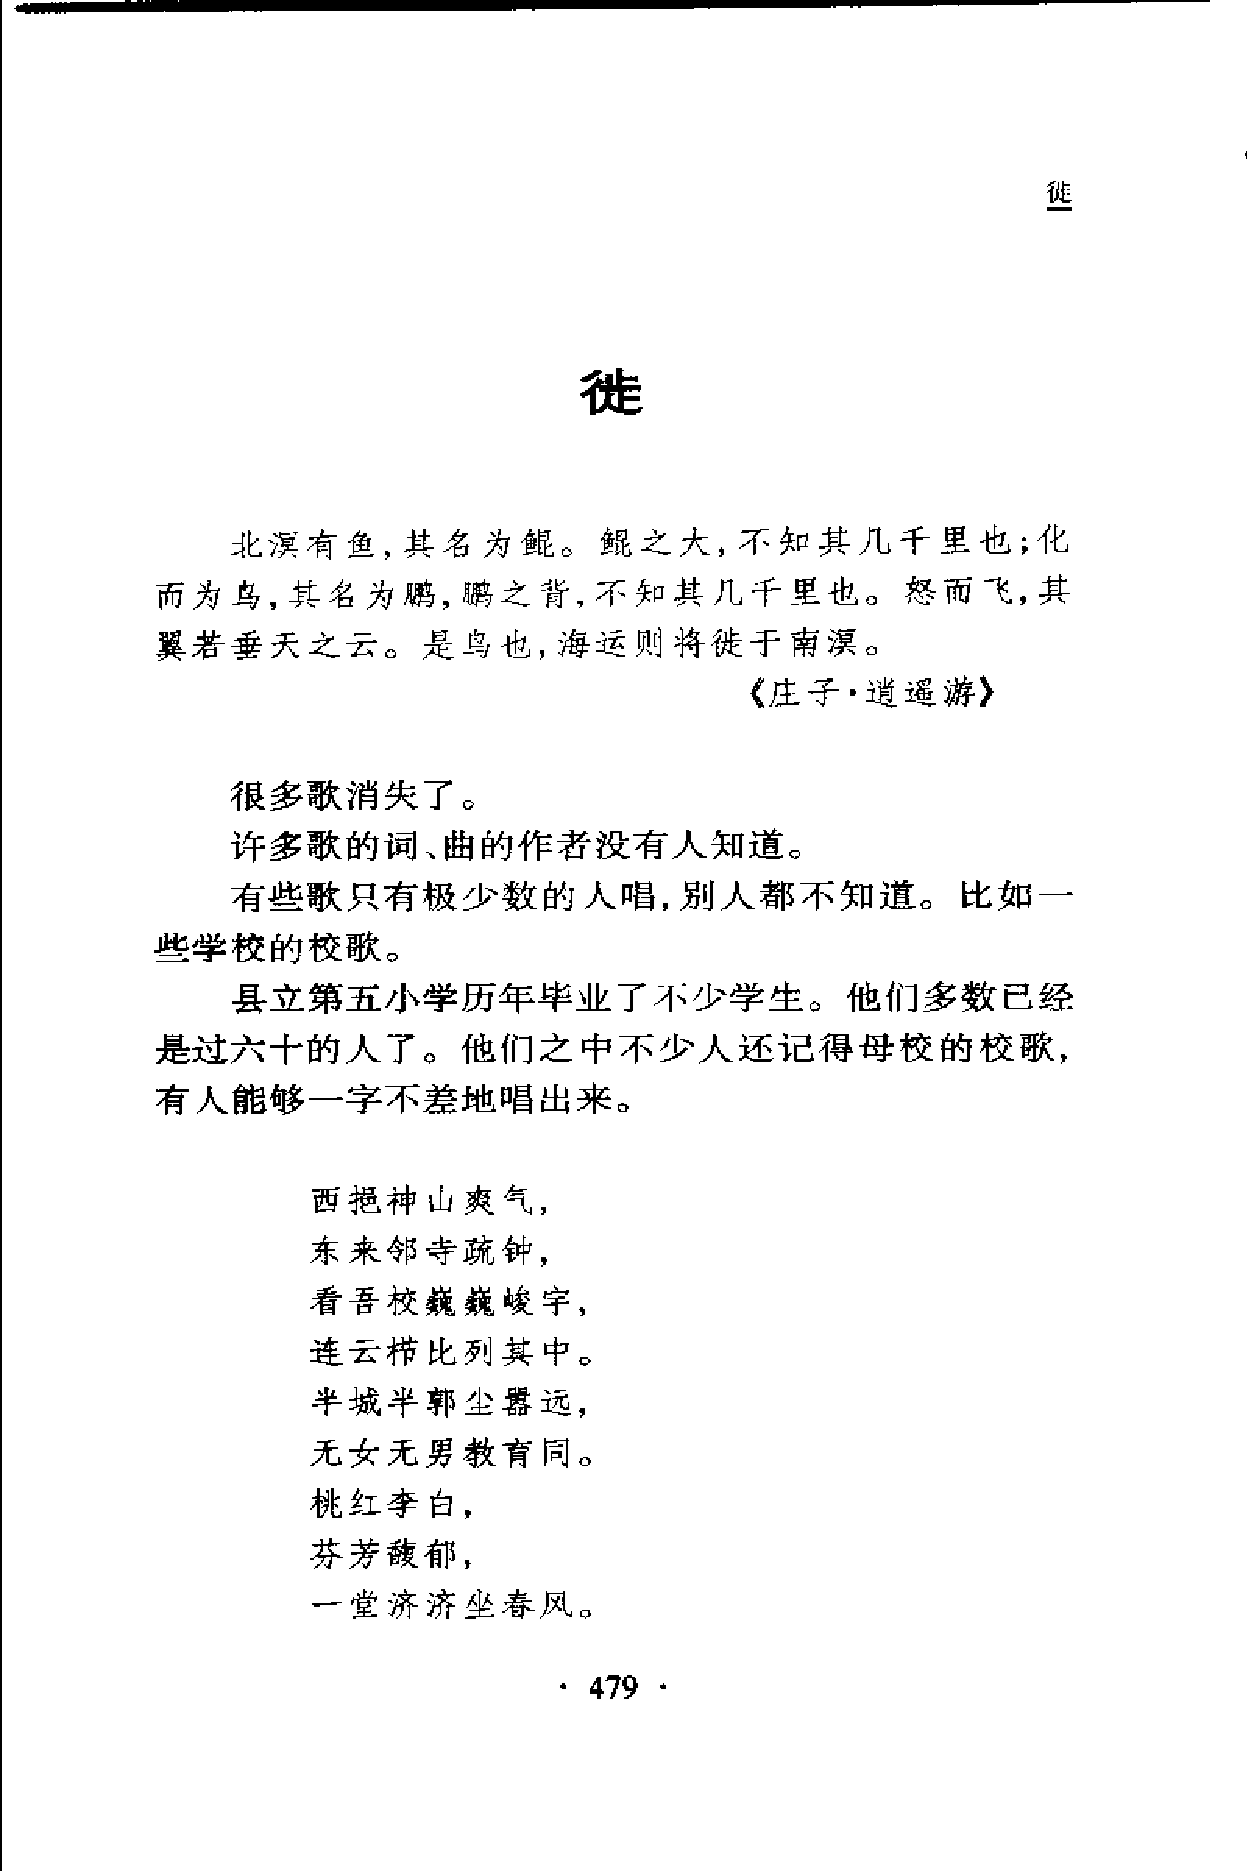 徙
徙
北溟有鱼,其名为鲲。鲲之大,不知其几千里也;化
而为鸟,其名为鹏,鹏之背,不知其几千里也。怒而飞,其
翼若垂天之云。是鸟也,海运则将徙于南溟。
《庄子·逍遥游》
很多歌消失了。
许多歌的词、曲的作者没有人知道。
有些歌只有极少数的人唱,别人都不知道。比如一
些学校的校歌。
县立第五小学历年毕业了不少学生。他们多数已经
是过六十的人了。他们之中不少人还记得母校的校歌,
有人能够一字不差地唱出来。
西挹神山爽气,
东来邻寺疏钟,
看吾校巍巍峻宇,
连云栉比列其中。
半城半郭尘嚣远,
无女无男教育同。
桃红李白,
芬芳馥郁,
一堂济济坐春风。
· 479 ·